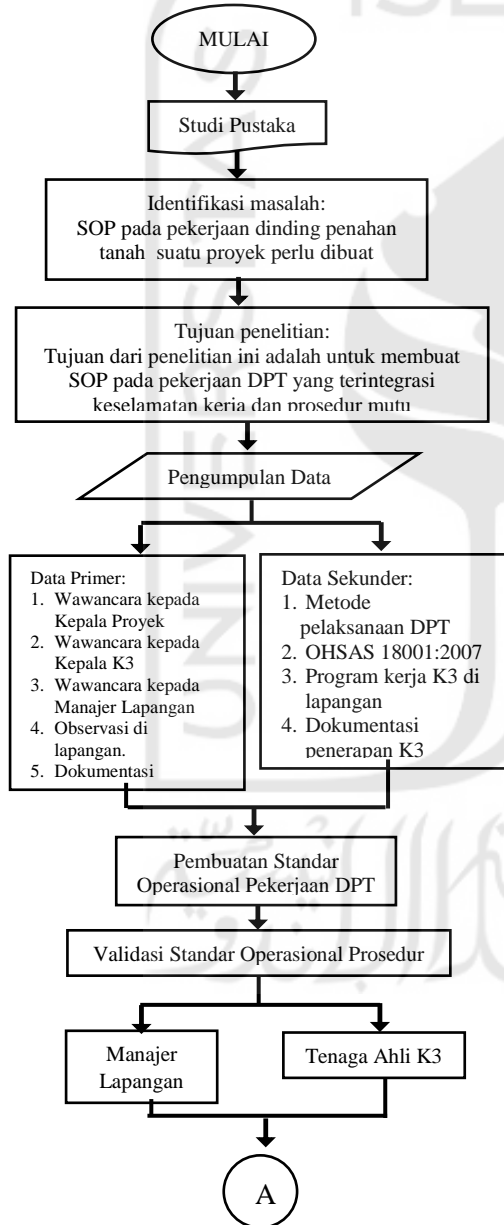 MULAI
Studi Pustaka
Identifikasi masalah:
SOP pada pekerjaan dinding penahan
tanah suatu proyek perlu dibuat
Tujuan penelitian:
Tujuan dari penelitian ini adalah untuk membuat
SOP pada pekerjaan DPT yang terintegrasi
keselamatan kerja dan prosedur mutu
Pengumpulan Data
Data Primer:
1. Wawancara kepada
Kepala Proyek
2. Wawancara kepada
Kepala K3
3. Wawancara kepada
Manajer Lapangan
4. Observasi di
lapangan.
5. Dokumentasi
Data Sekunder:
1. Metode
pelaksanaan DPT
2. OHSAS 18001:2007
3. Program kerja K3 di
lapangan
4. Dokumentasi
penerapan K3
Pembuatan Standar
Operasional Pekerjaan DPT
Validasi Standar Operasional Prosedur
Manajer
Lapangan
Tenaga Ahli K3
A
UNIVERSITAS